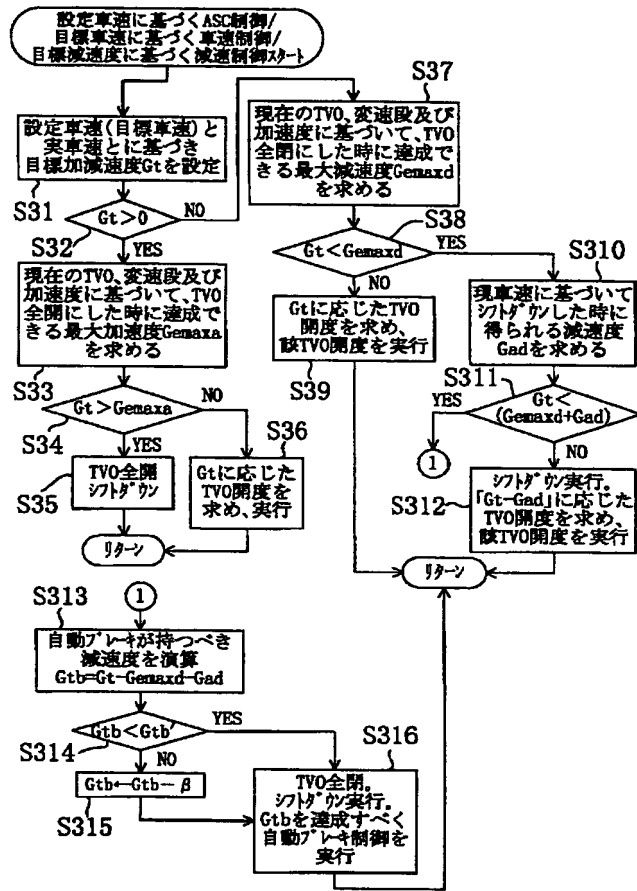 設定車速に基づくASC制御/
目標車速に基づく車速制御/
目標減速度に基づく減速制御ｽﾀｰﾄ
設定車速(目標車速)と
実車速とに基づき
目標加減速度Gtを設定
S31
Gt>0
NO
S32
YES
現在のTVO、変速段及び
加速度に基づいて、TVO
全開にした時に達成で
きる最大加速度Gemaxa
を求める
S33
Gt>Gemaxa
NO
S34
YES
S35
TVO全開
ｼﾌﾄﾀﾞｳﾝ
S36
Gtに応じた
TVO開度を
求め、実行
ﾘﾀｰﾝ
S37
現在のTVO、変速段及び
加速度に基づいて、TVO
全閉にした時に達成で
きる最大減速度Gemaxd
を求める
S38
Gt<Gemaxd
YES
NO
Gtに応じたTVO
開度を求め、
該TVO開度を実行
S39
S310
現車速に基づいて
ｼﾌﾄﾀﾞｳﾝした時に
得られる減速度
Gadを求める
S311
YES
Gt<
(Gemaxd+Gad)
1
NO
S312
ｼﾌﾄﾀﾞｳﾝ実行。
「Gt-Gad」に応じた
TVO開度を求め、
該TVO開度を実行
ﾘﾀｰﾝ
1
S313
自動ﾌﾞﾚｰｷが持つべき
減速度を演算
Gtb=Gt-Gemaxd-Gad
Gtb<Gtb'
YES
S314
NO
Gtb←Gtb-β
S315
S316
TVO全閉。
ｼﾌﾄﾀﾞｳﾝ実行。
Gtbを達成すべく
自動ﾌﾞﾚｰｷ制御を
実行